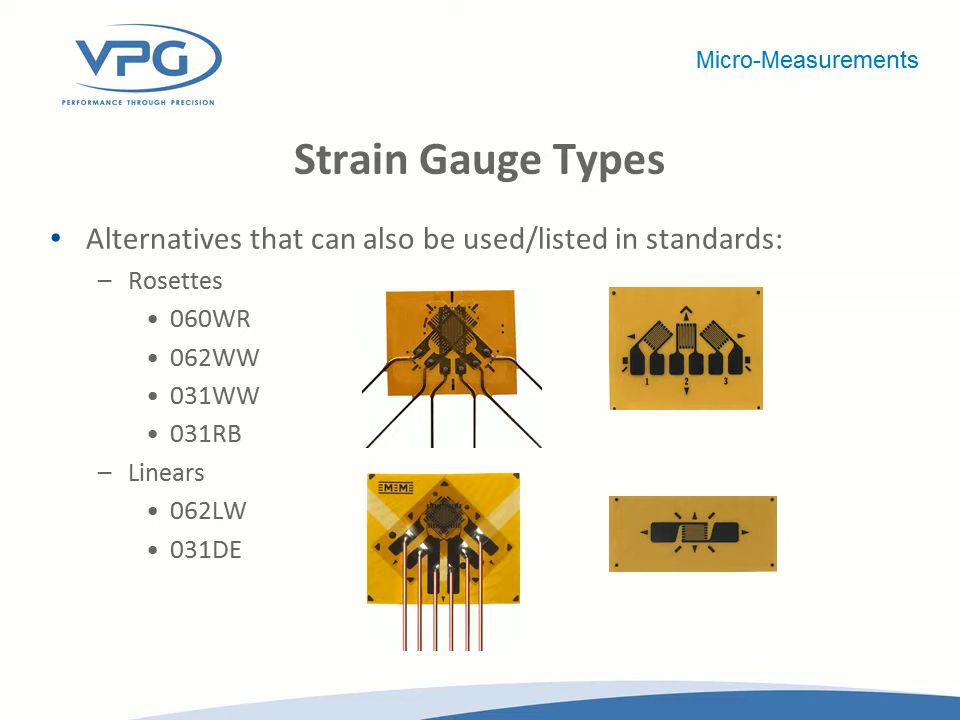 VPG
PERFORMANCE THROUGH PRECISION
Micro-Measurements
Strain Gauge Types
• Alternatives that can also be used/listed in standards:
– Rosettes
• 060WR
• 062WW
• 031WW
• 031RB
– Linears
• 062LW
• 031DE
1 2 3